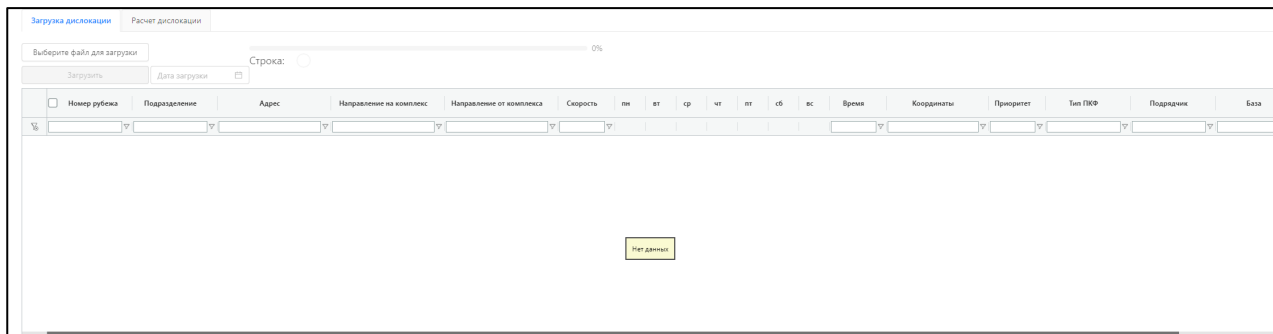 Загрузка дислокации Расчет дислокации
Выберите файл для загрузки 0%
Строка:
Загрузить Дата загрузки
Номер рубежа Подразделение Адрес Направление на комплекс Направление от комплекса Скорость пн вт ср чт пт сб вс Время Координаты Приоритет Тип ПКФ Подрядчик База
Нет данных